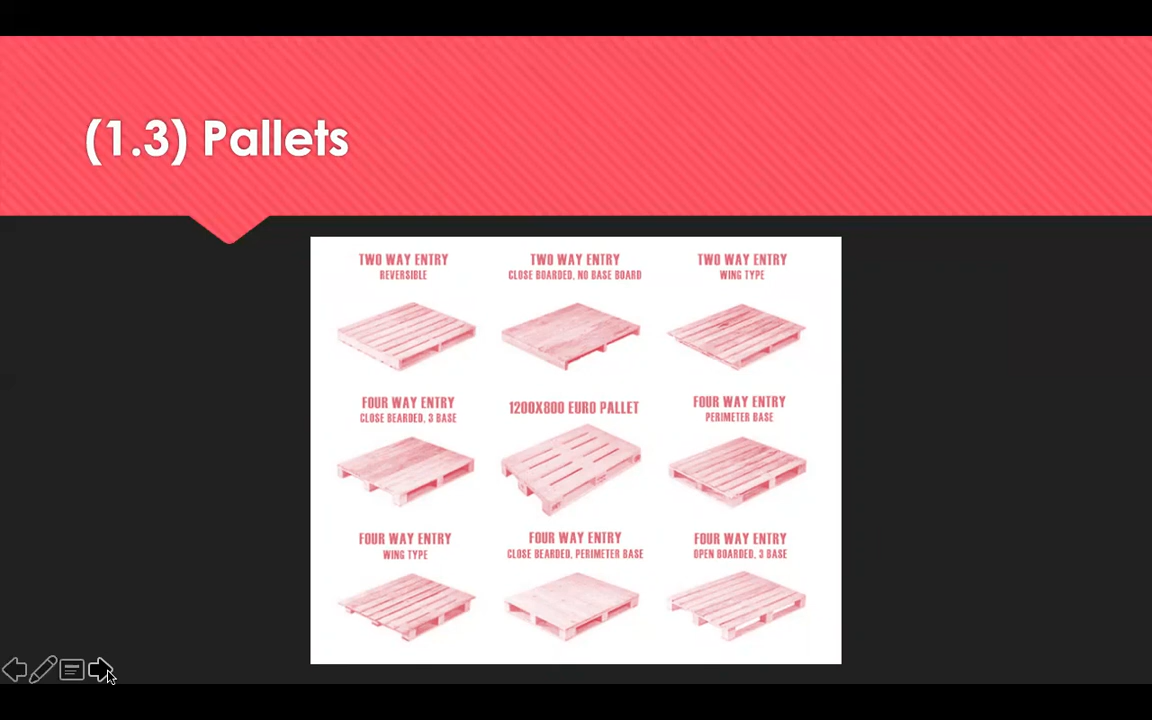 (1.3) Pallets
TWO WAY ENTRY
REVERSIBLE
TWO WAY ENTRY
CLOSE BOARDED, NO BASE BOARD
TWO WAY ENTRY
WING TYPE
FOUR WAY ENTRY
CLOSE BEARDED, 3 BASE
1200X800 EURO PALLET
FOUR WAY ENTRY
PERIMETER BASE
FOUR WAY ENTRY
WING TYPE
FOUR WAY ENTRY
CLOSE BEARDED, PERIMETER BASE
FOUR WAY ENTRY
OPEN BOARDED, 3 BASE